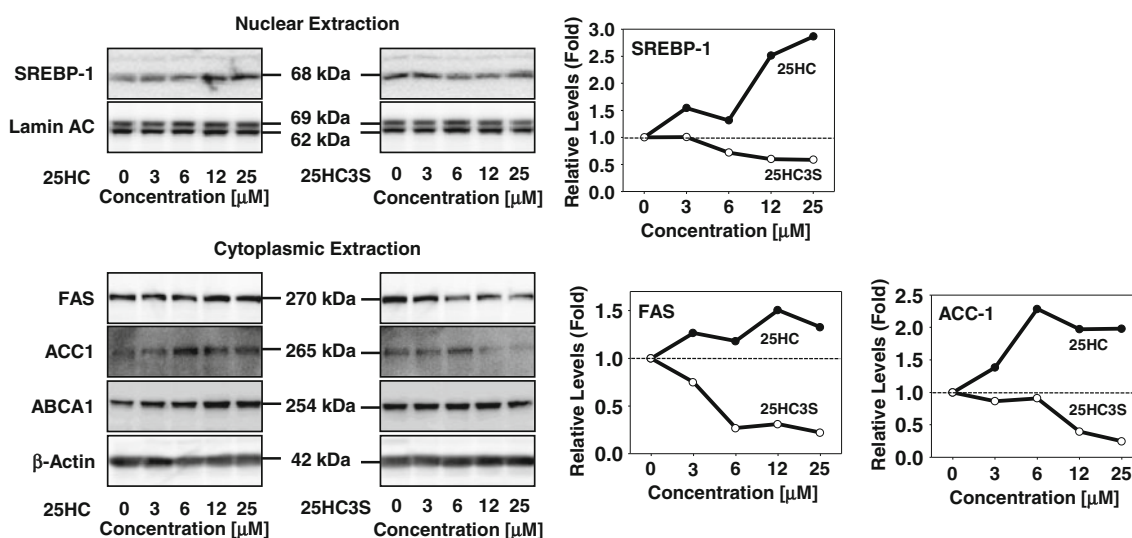 Nuclear Extraction
SREBP-1
68 kDa
Lamin AC
69 kDa
62 kDa
25HC 0 3 6 12 25
25HC3S 0 3 6 12 25
Concentration [μM]
Concentration [μM]
Cytoplasmic Extraction
FAS
270 kDa
ACC1
265 kDa
ABCA1
254 kDa
β-Actin
42 kDa
25HC 0 3 6 12 25
25HC3S 0 3 6 12 25
Concentration [μM]
Concentration [μM]
Relative Levels (Fold)
3.0
2.5
2.0
1.5
1.0
0.5
0.0
SREBP-1
25HC
25HC3S
0 3 6 12 25
Concentration [μM]
Relative Levels (Fold)
1.5
1.0
0.5
0.0
FAS
25HC
25HC3S
0 3 6 12 25
Concentration [μM]
Relative Levels (Fold)
2.5
2.0
1.5
1.0
0.5
0.0
ACC-1
25HC
25HC3S
0 3 6 12 25
Concentration [μM]